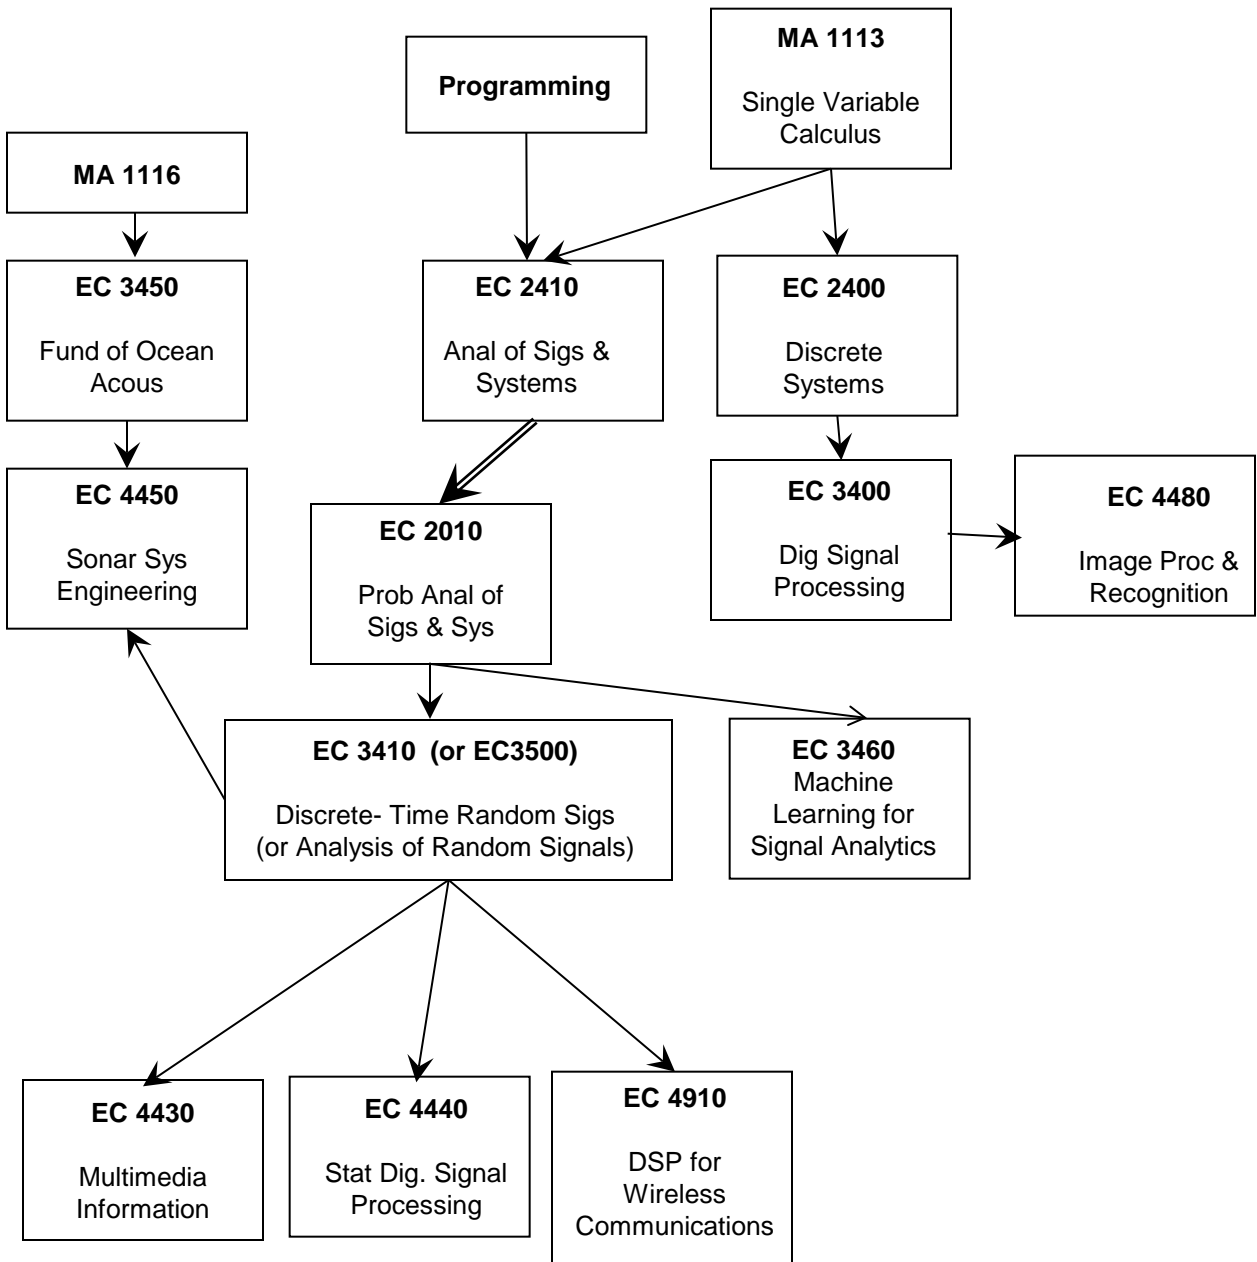 MA 1113
Single Variable
Calculus
Programming
MA 1116
EC 3450
Fund of Ocean
Acous
EC 2410
Anal of Sigs &
Systems
EC 2400
Discrete
Systems
EC 4450
Sonar Sys
Engineering
EC 2010
Prob Anal of
Sigs & Sys
EC 3400
Dig Signal
Processing
EC 4480
Image Proc &
Recognition
EC 3410 (or EC3500)
Discrete- Time Random Sigs
(or Analysis of Random Signals)
EC 3460
Machine
Learning for
Signal Analytics
EC 4430
Multimedia
Information
EC 4440
Stat Dig. Signal
Processing
EC 4910
DSP for
Wireless
Communications